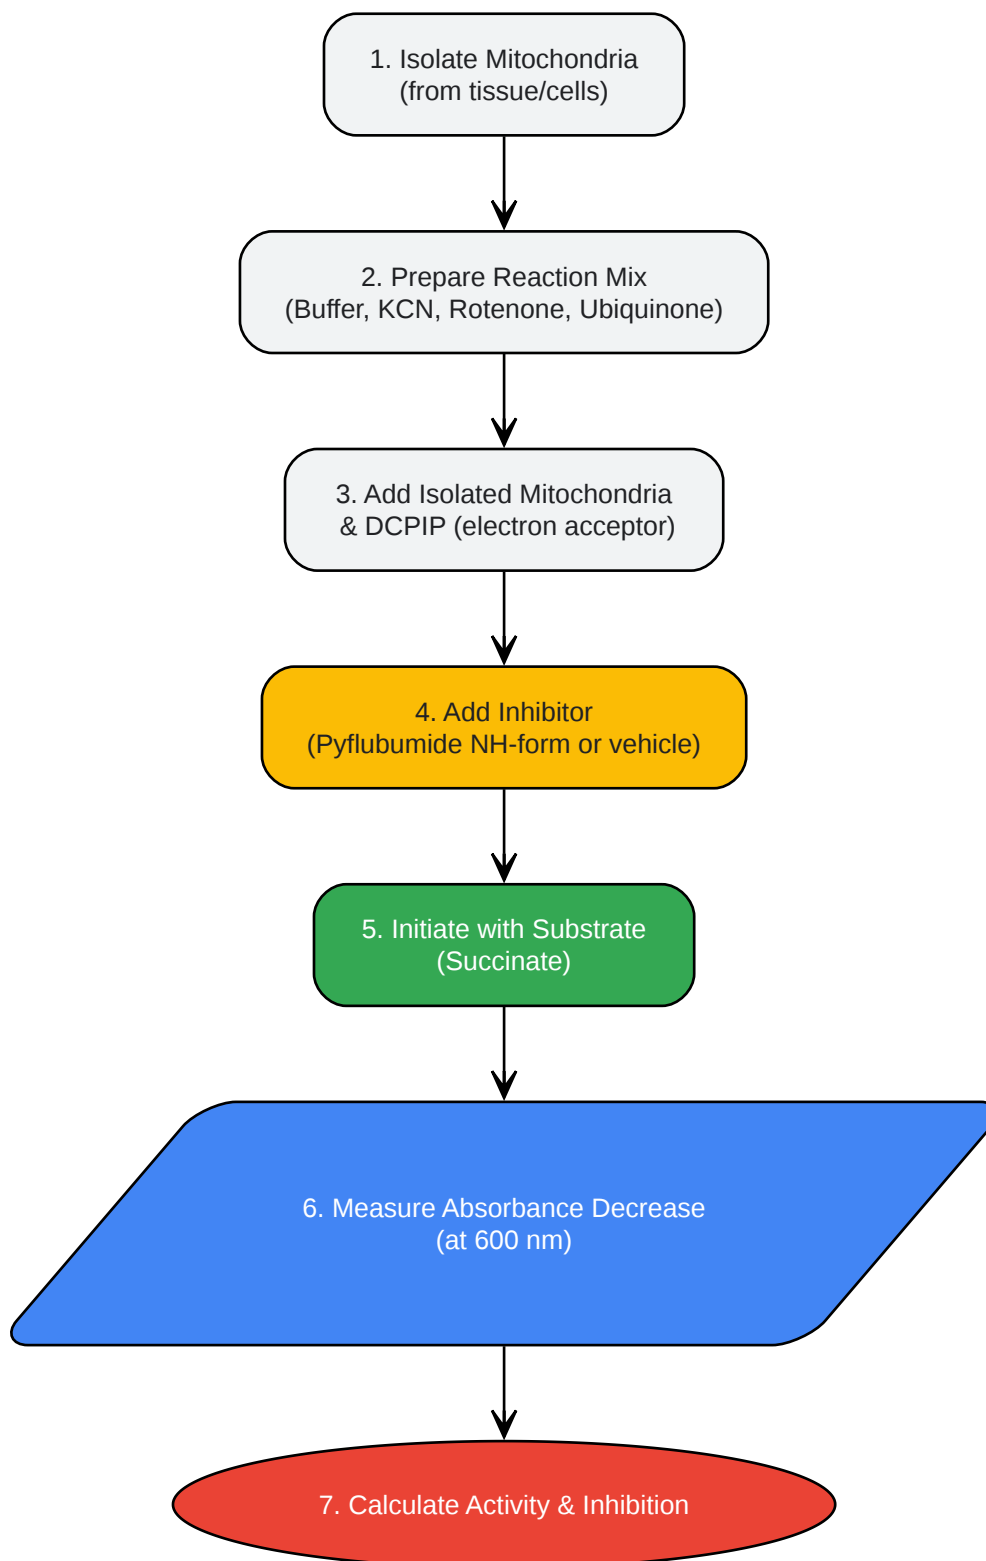 1. Isolate Mitochondria
(from tissue/cells)
2. Prepare Reaction Mix
(Buffer, KCN, Rotenone, Ubiquinone)
3. Add Isolated Mitochondria
& DCPIP (electron acceptor)
4. Add Inhibitor
(Pyflubumide NH-form or vehicle)
5. Initiate with Substrate
(Succinate)
6. Measure Absorbance Decrease
(at 600 nm)
7. Calculate Activity & Inhibition